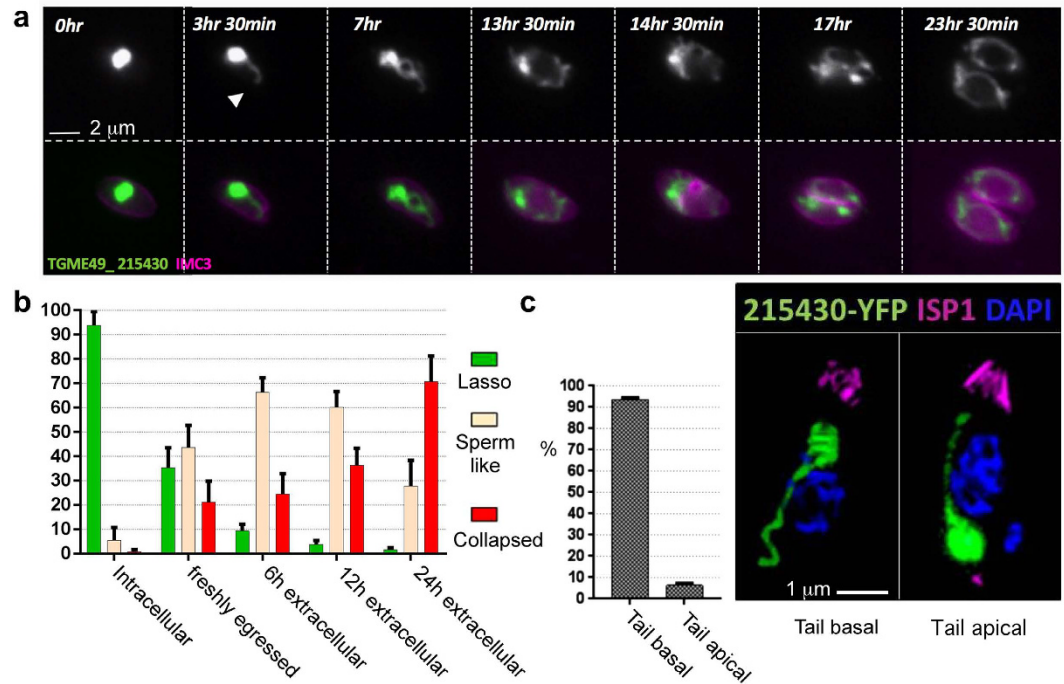 a
0hr
3hr 30min
7hr
13hr 30min
14hr 30min
17hr
23hr 30min
2 μm
TGME49_215430 IMC3
b
100
90
80
70
60
50
40
30
20
10
0
Intracellular
freshly egressed
6h extracellular
12h extracellular
24h extracellular
Lasso
Sperm
like
Collapsed
c
%
100
90
80
70
60
50
40
30
20
10
0
Tail basal
Tail apical
215430-YFP ISP1 DAPI
1 μm
Tail basal
Tail apical